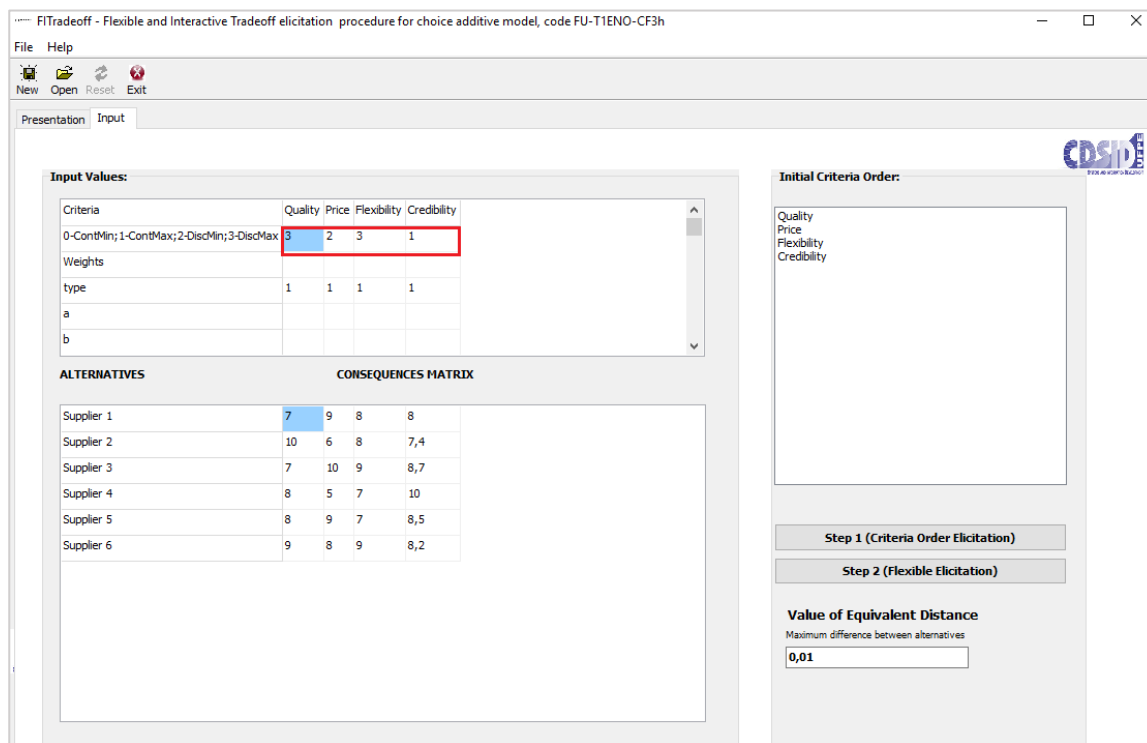 FITradeoff - Flexible and Interactive Tradeoff elicitation procedure for choice additive model, code FU-T1ENO-CF3h
File Help
New Open Reset Exit
Presentation Input
CDSID UFPE
Input Values:
Criteria Quality Price Flexibility Credibility
0-ContMin;1-ContMax;2-DiscMin;3-DiscMax 3 2 3 1
Weights
type 1 1 1 1
a
b
ALTERNATIVES CONSEQUENCES MATRIX
Supplier 1 7 9 8 8
Supplier 2 10 6 8 7,4
Supplier 3 7 10 9 8,7
Supplier 4 8 5 7 10
Supplier 5 8 9 7 8,5
Supplier 6 9 8 9 8,2
Initial Criteria Order:
Quality
Price
Flexibility
Credibility
Step 1 (Criteria Order Elicitation)
Step 2 (Flexible Elicitation)
Value of Equivalent Distance
Maximum difference between alternatives
0,01